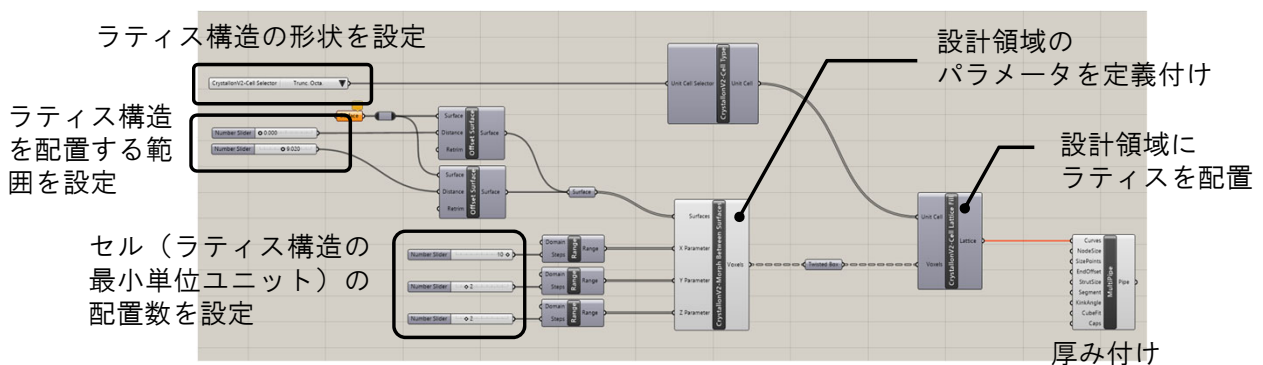 ラティス構造の形状を設定
CrystallonV2-Cell Selector Trunc. Octa.
ラティス構造
を配置する範
囲を設定
Number Slider 0.000
Number Slider
Surface
Distance
Retrim
Offset Surface
Surface
Surface
Distance
Retrim
Offset Surface
Surface
Surface
セル（ラティス構造の
最小単位ユニット）の
配置数を設定
Number Slider 10
Number Slider 2
Number Slider 2
Domain
Steps
Range
Range
Domain
Steps
Range
Range
Domain
Steps
Range
Range
Unit Cell Selector
CrystallonV2-Cell Type
Unit Cell
Surfaces
X Parameter
Y Parameter
Z Parameter
CrystallonV2-Morph Between Surfaces
Voxels
Twisted Box
設計領域の
パラメータを定義付け
設計領域に
ラティスを配置
Unit Cell
Voxels
CrystallonV2-Cell Lattice Fill
Lattice
Curves
NodeSize
SizePoints
EndOffset
StrutSize
Segment
KinkAngle
CubeFit
Caps
MultiPipe
Pipe
厚み付け